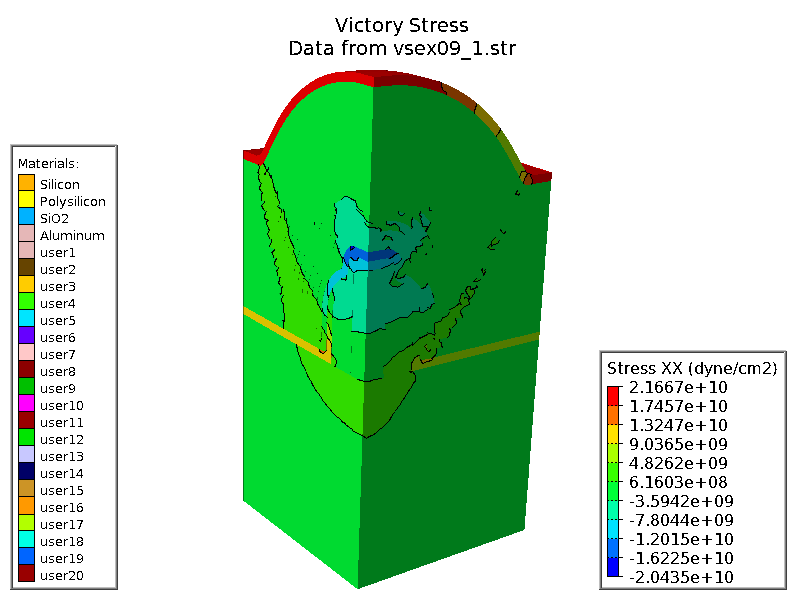 Victory Stress
Data from vsex09_1.str
Materials:
Silicon
Polysilicon
SiO2
Aluminum
user1
user2
user3
user4
user5
user6
user7
user8
user9
user10
user11
user12
user13
user14
user15
user16
user17
user18
user19
user20
Stress XX (dyne/cm2)
2.1667e+10
1.7457e+10
1.3247e+10
9.0365e+09
4.8262e+09
6.1603e+08
-3.5942e+09
-7.8044e+09
-1.2015e+10
-1.6225e+10
-2.0435e+10